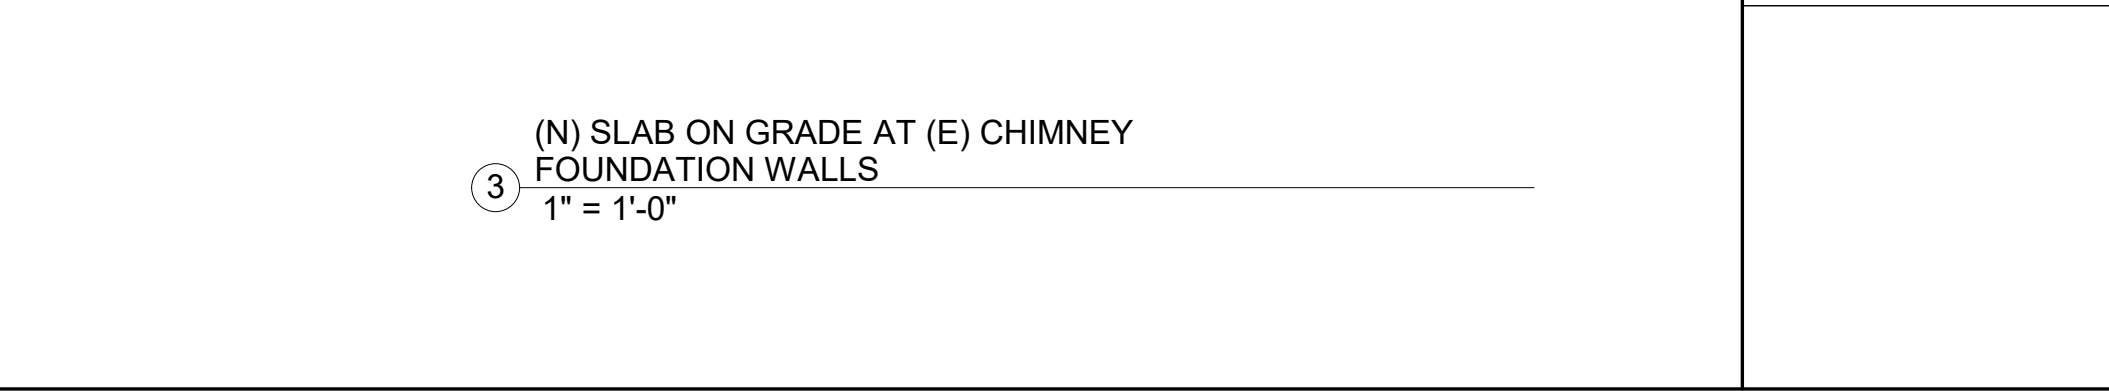 (N) SLAB ON GRADE AT (E) CHIMNEY
FOUNDATION WALLS
3
1" = 1'-0"